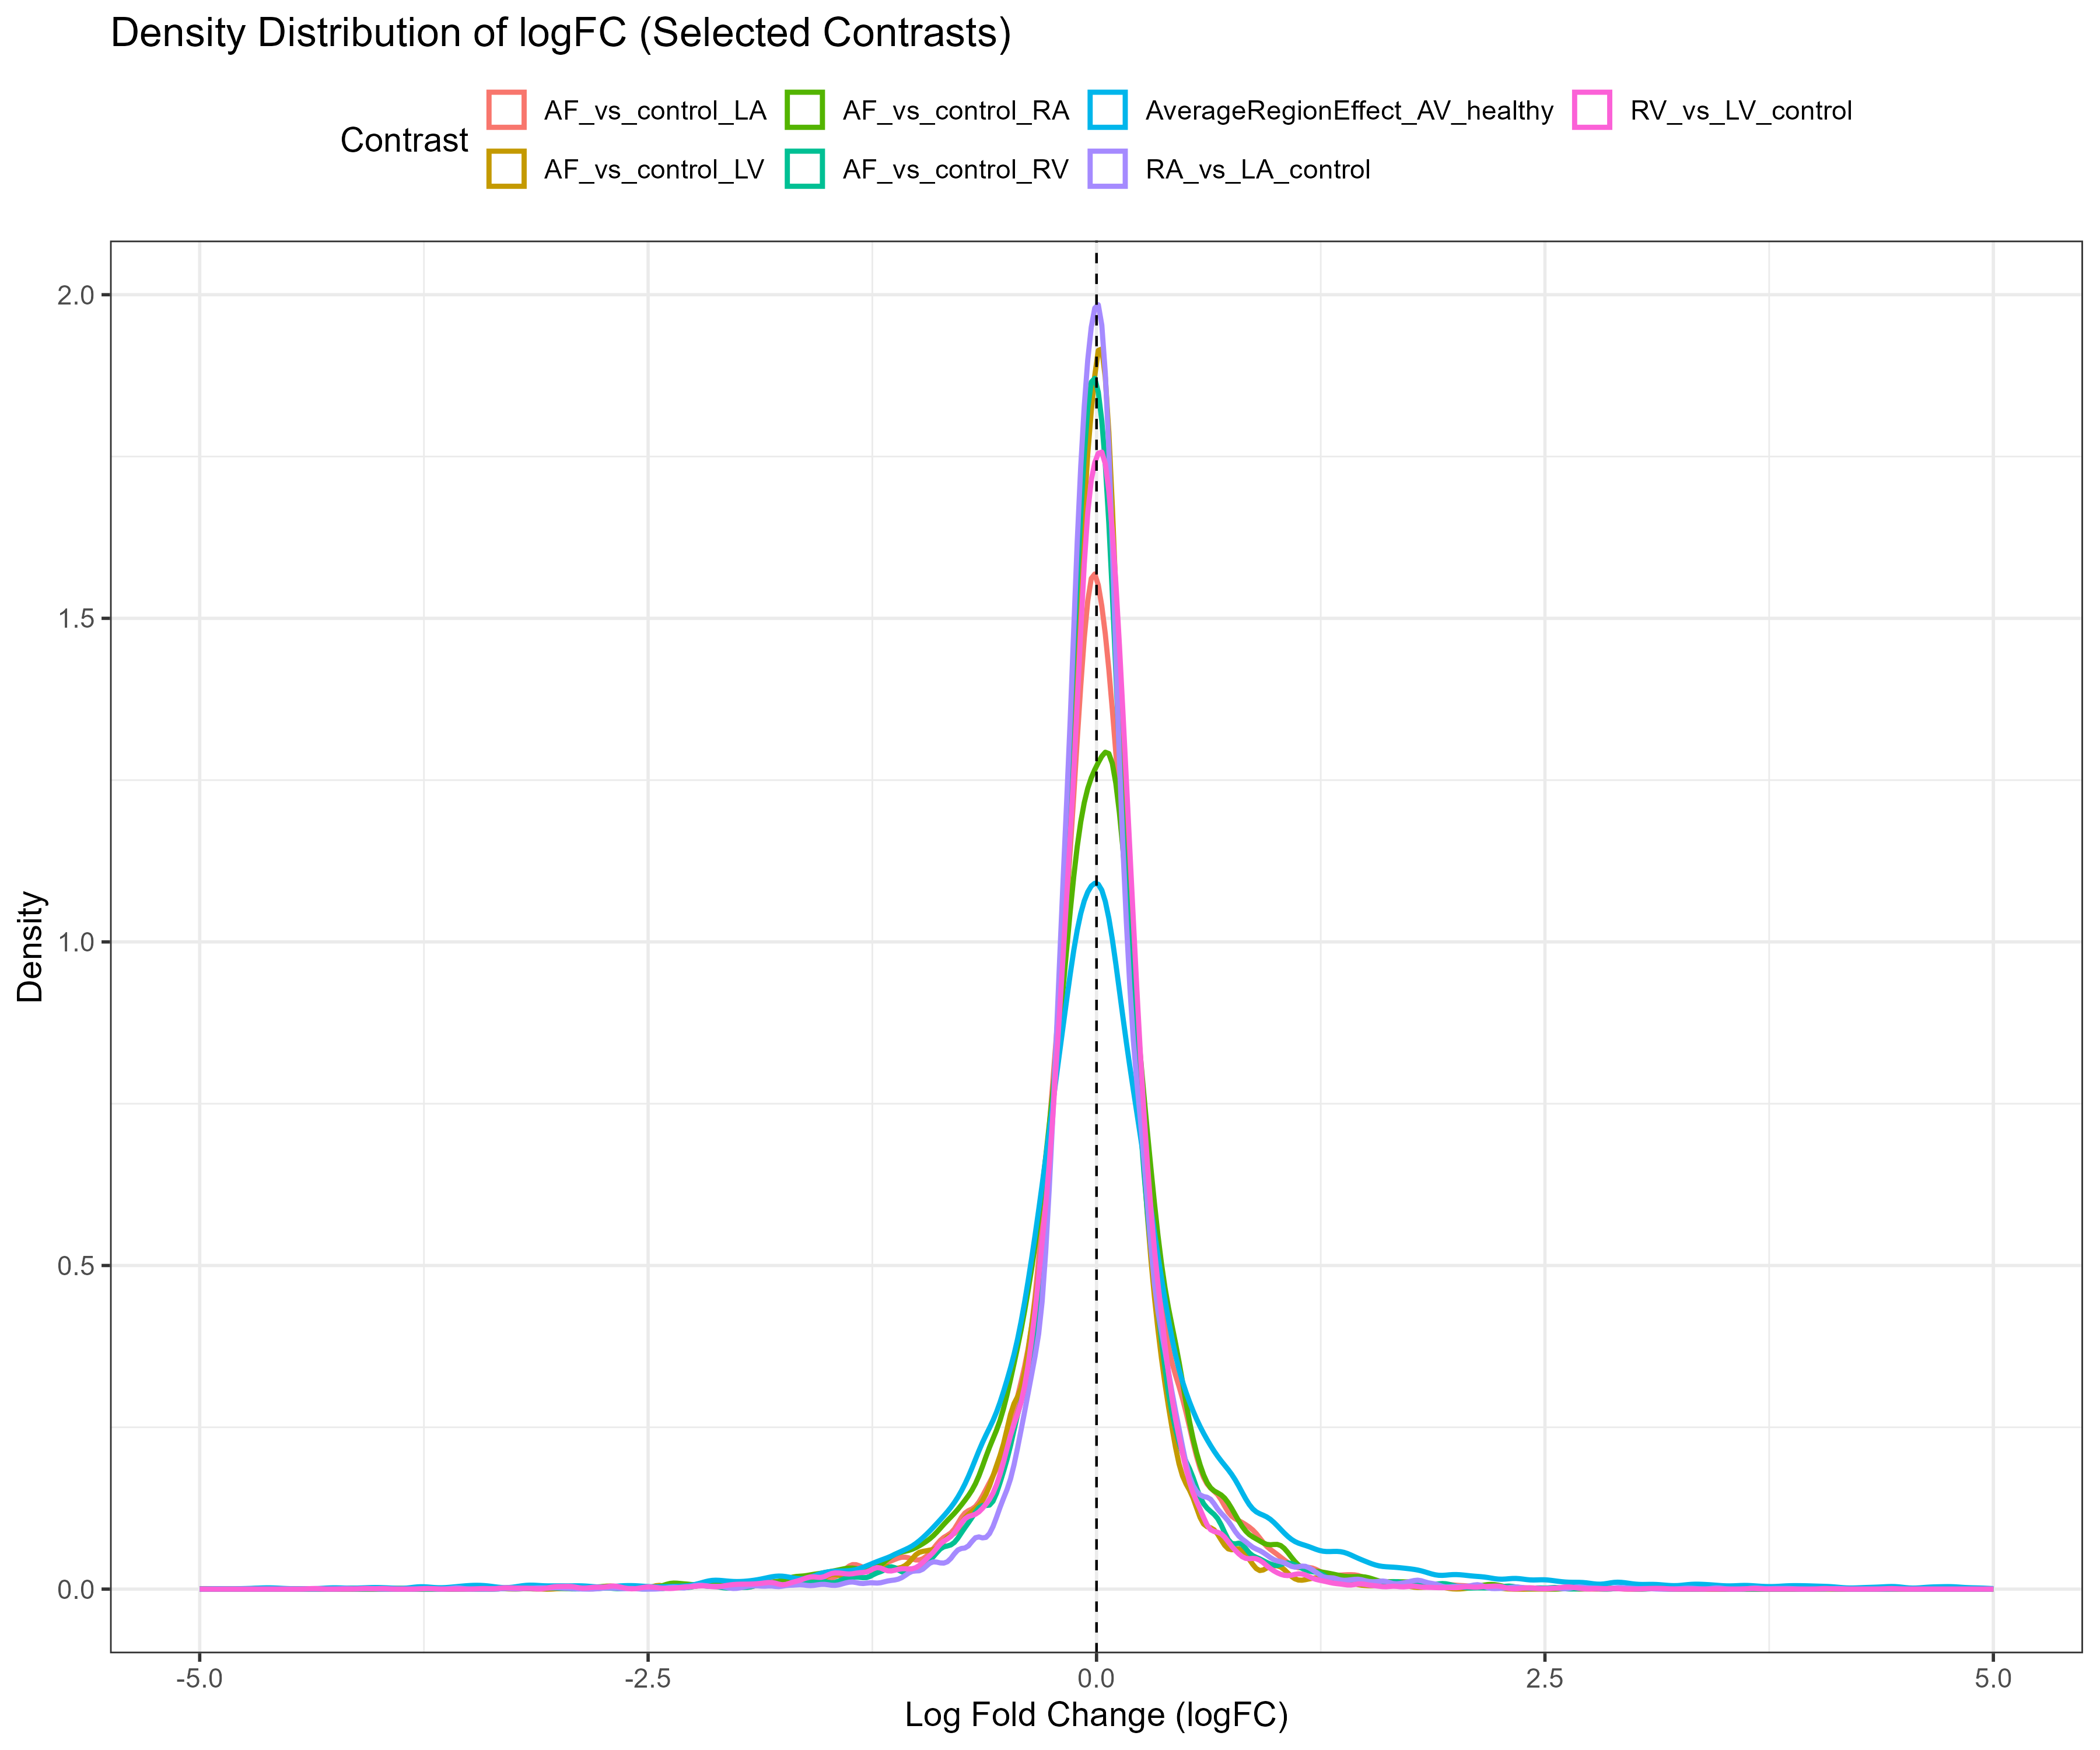 Density Distribution of logFC (Selected Contrasts)
Contrast
AF_vs_control_LA
AF_vs_control_RA
AverageRegionEffect_AV_healthy
RV_vs_LV_control
AF_vs_control_LV
AF_vs_control_RV
RA_vs_LA_control
Density
2.0
1.5
1.0
0.5
0.0
-5.0
-2.5
0.0
2.5
5.0
Log Fold Change (logFC)